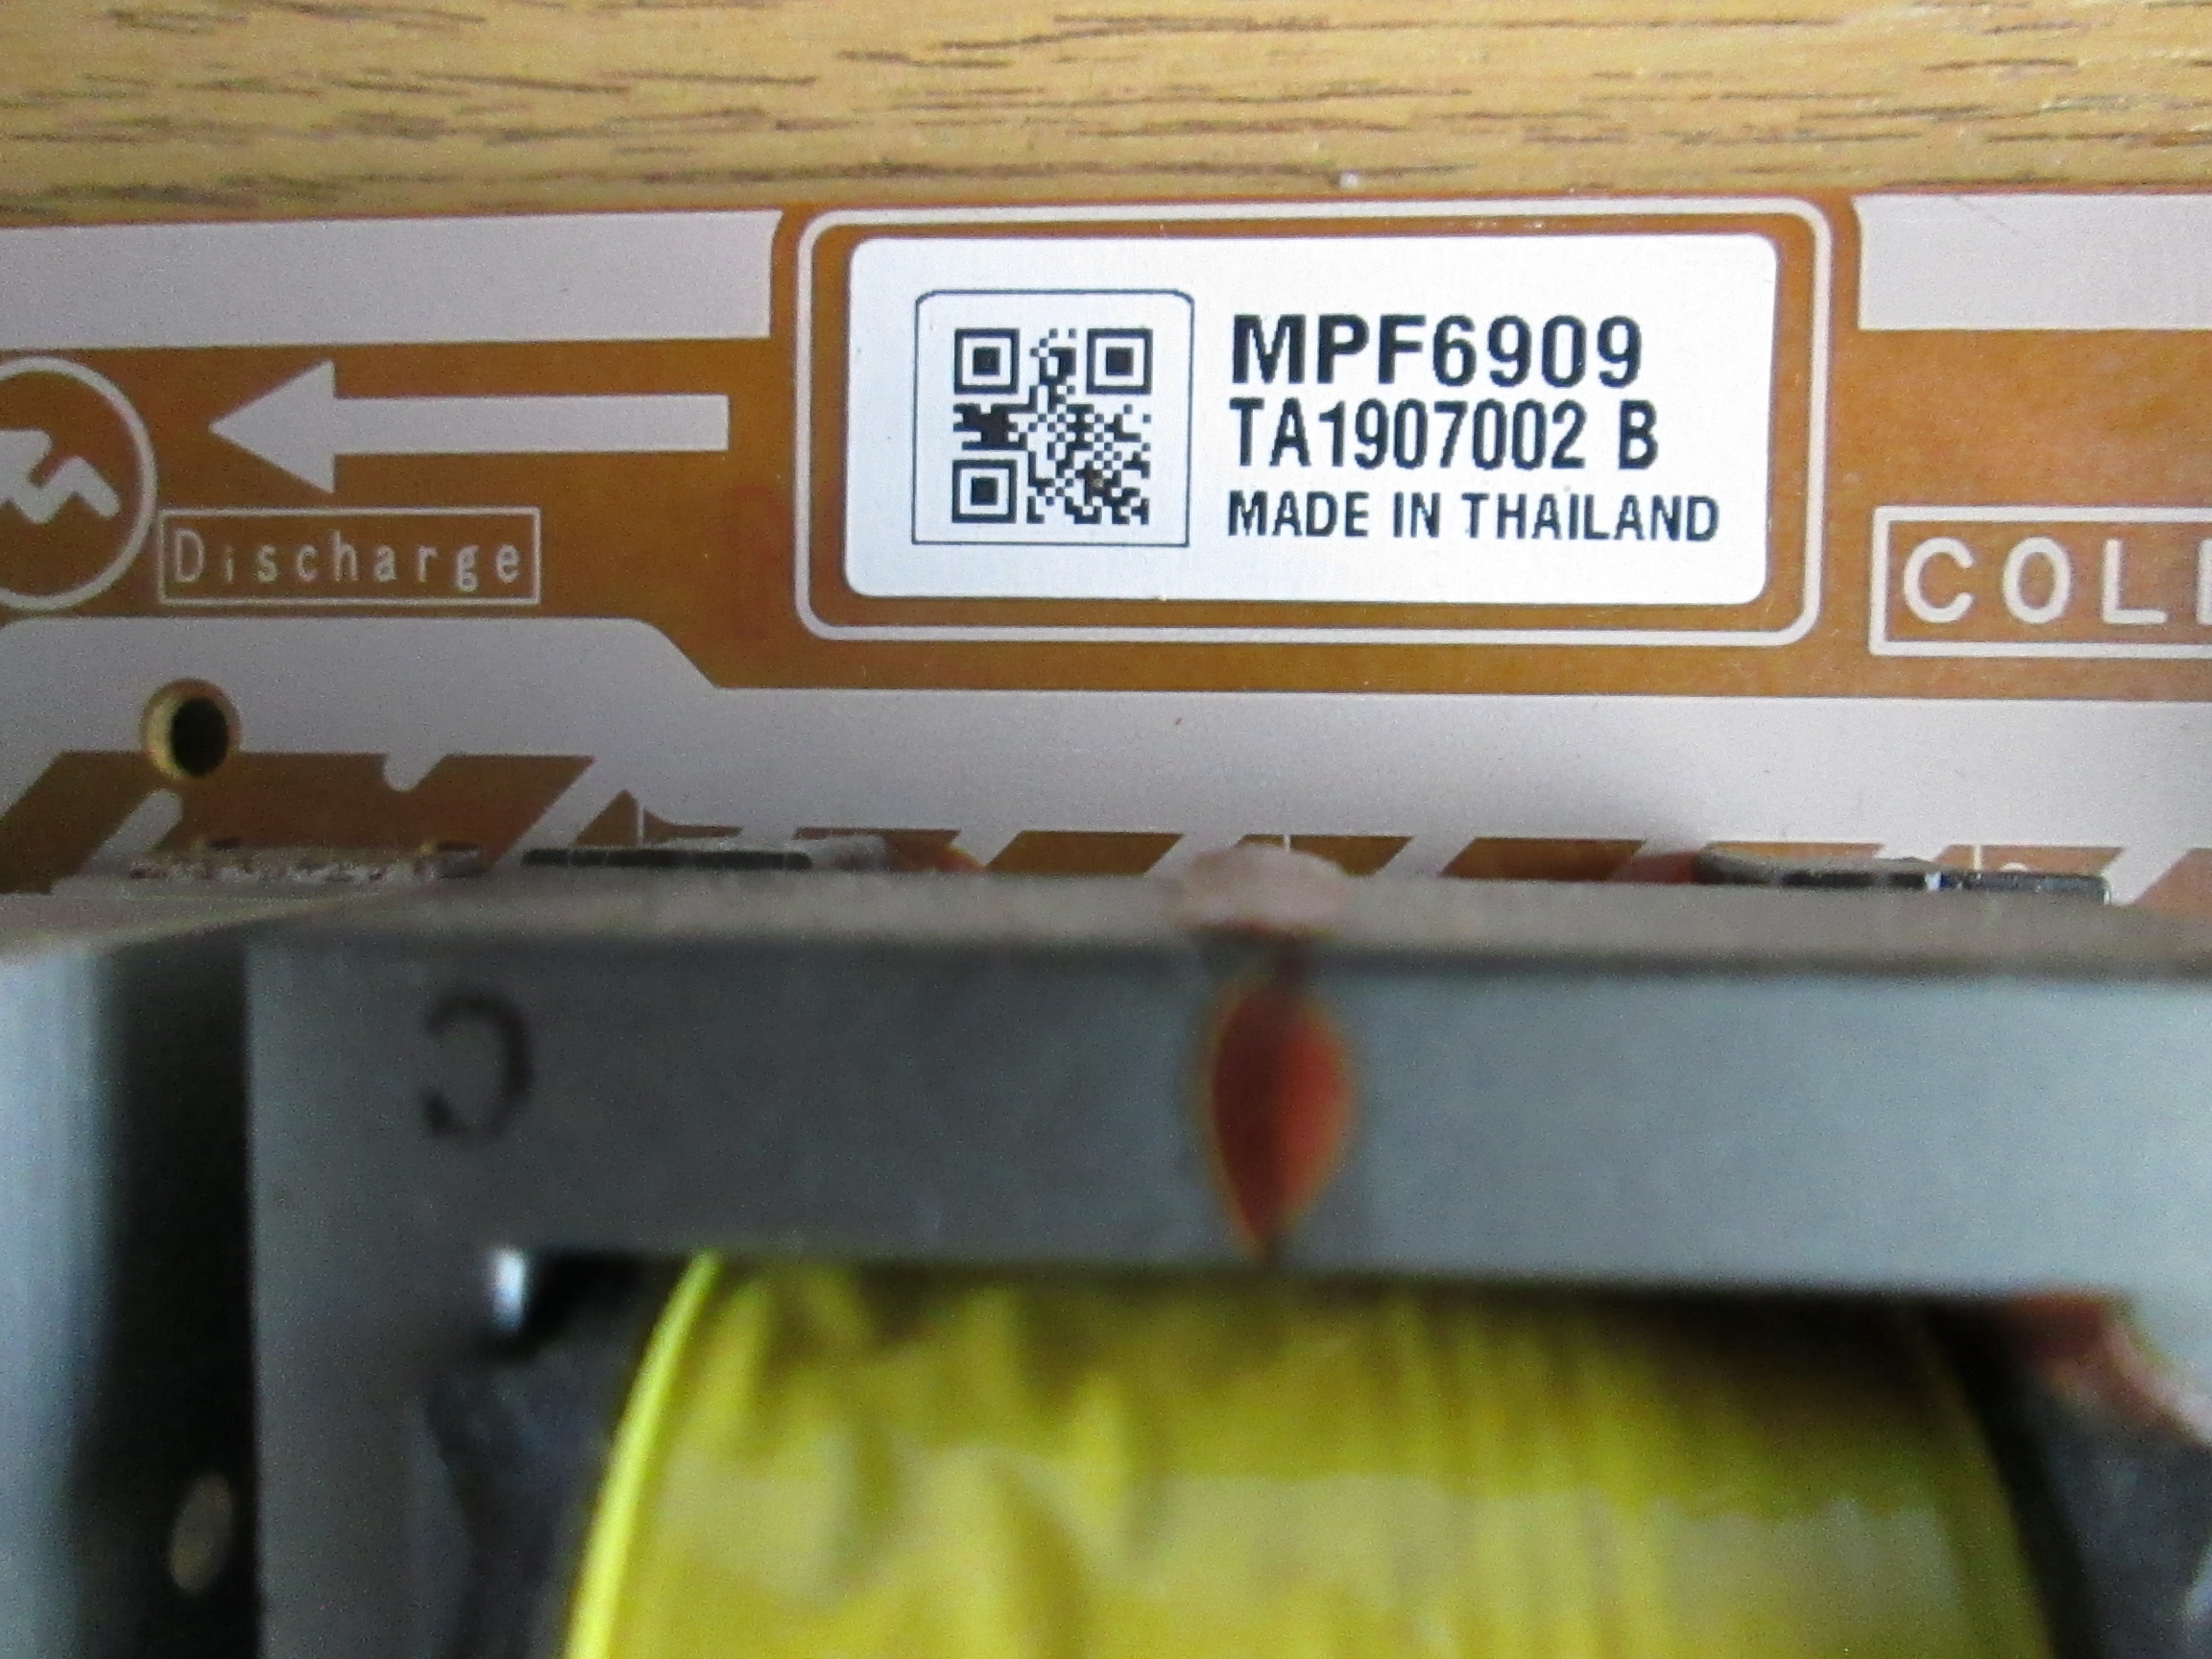 MPF6909
TA1907002 B
MADE IN THAILAND
Discharge
COL
C